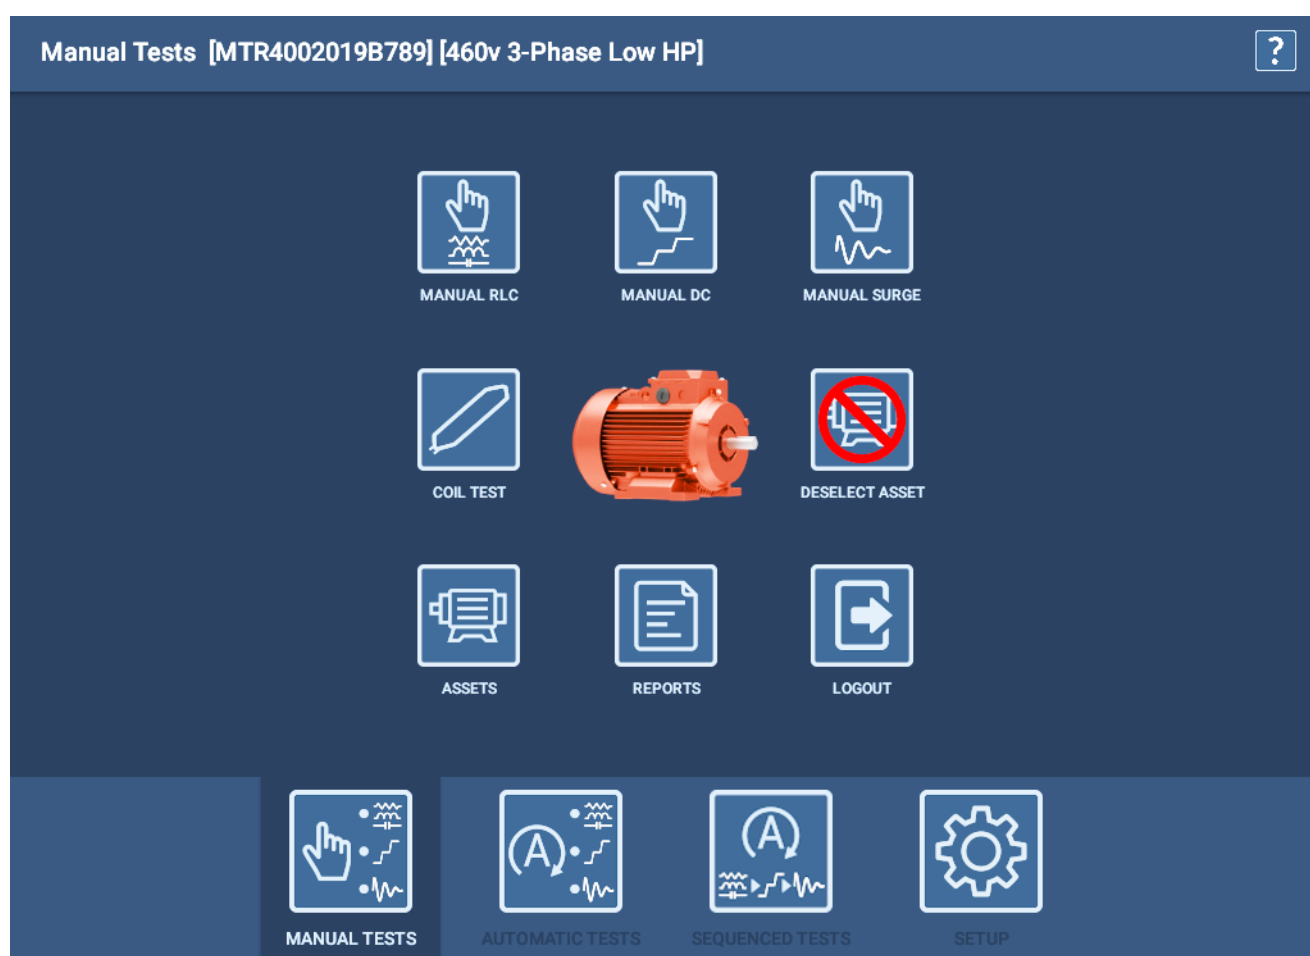 Manual Tests [MTR4002019B789] [460v 3-Phase Low HP]
?
MANUAL RLC
MANUAL DC
MANUAL SURGE
COIL TEST
DESELECT ASSET
ASSETS
REPORTS
LOGOUT
A
A
MANUAL TESTS
AUTOMATIC TESTS
SEQUENCED TESTS
SETUP